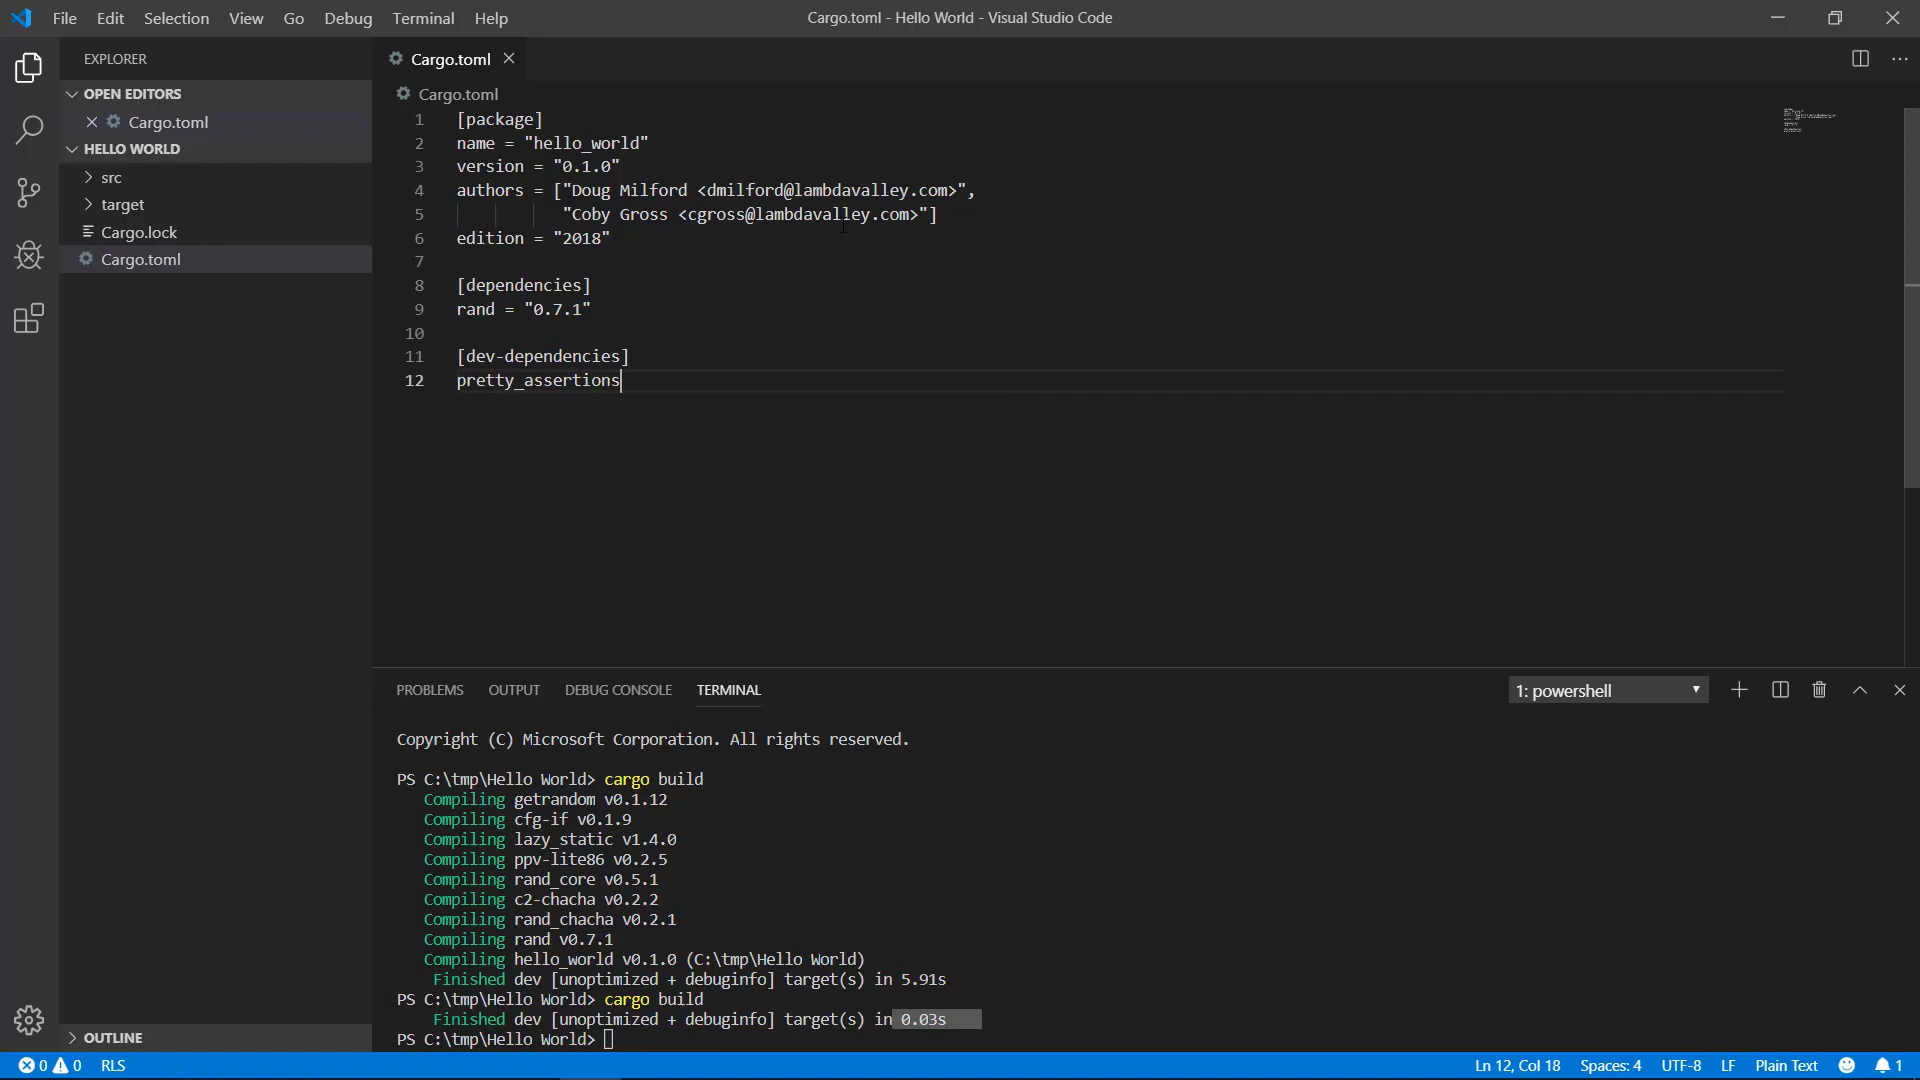 File Edit Selection View Go Debug Terminal Help
Cargo.toml - Hello World - Visual Studio Code
EXPLORER
OPEN EDITORS
Cargo.toml
HELLO WORLD
src
target
Cargo.lock
Cargo.toml
OUTLINE
Cargo.toml
Cargo.toml
1 [package]
2 name = "hello_world"
3 version = "0.1.0"
4 authors = ["Doug Milford <dmilford@lambdavalley.com>",
5 "Coby Gross <cgross@lambdavalley.com>"]
6 edition = "2018"
7
8 [dependencies]
9 rand = "0.7.1"
10
11 [dev-dependencies]
12 pretty_assertions
PROBLEMS OUTPUT DEBUG CONSOLE TERMINAL
1: powershell
Copyright (C) Microsoft Corporation. All rights reserved.
PS C:\tmp\Hello World> cargo build
Compiling getrandom v0.1.12
Compiling cfg-if v0.1.9
Compiling lazy_static v1.4.0
Compiling ppv-lite86 v0.2.5
Compiling rand_core v0.5.1
Compiling c2-chacha v0.2.2
Compiling rand_chacha v0.2.1
Compiling rand v0.7.1
Compiling hello_world v0.1.0 (C:\tmp\Hello World)
Finished dev [unoptimized + debuginfo] target(s) in 5.91s
PS C:\tmp\Hello World> cargo build
Finished dev [unoptimized + debuginfo] target(s) in 0.03s
PS C:\tmp\Hello World>
0 0 RLS
Ln 12, Col 18 Spaces: 4 UTF-8 LF Plain Text 1